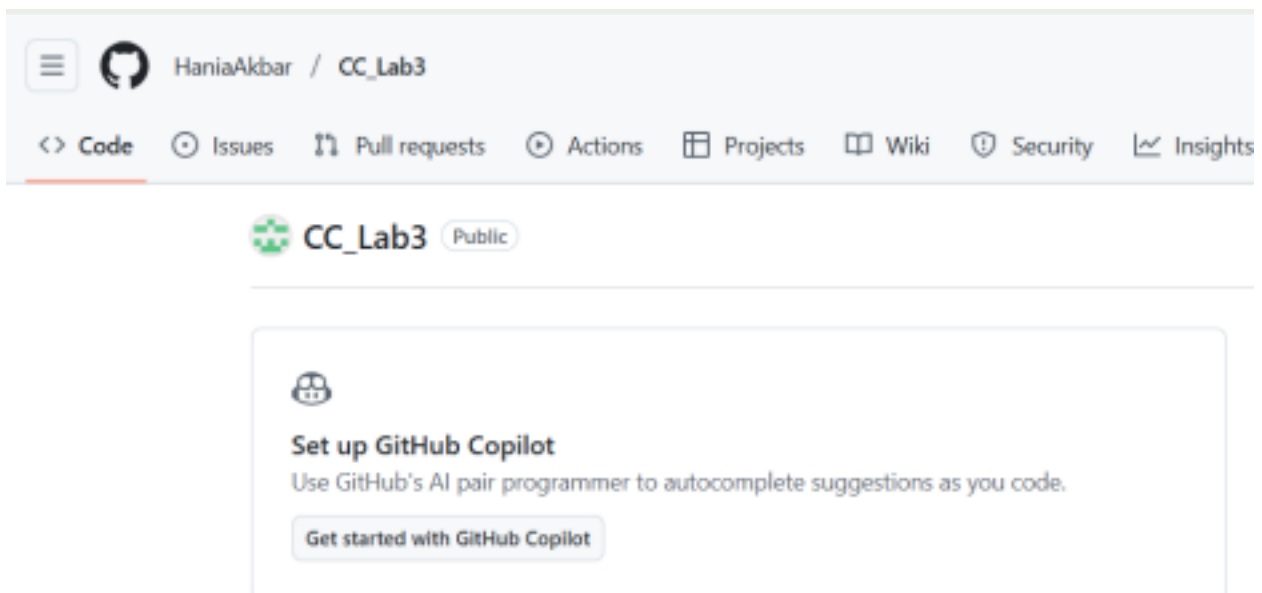 HaniaAkbar / CC_Lab3
Code Issues Pull requests Actions Projects Wiki Security Insights
CC_Lab3 Public
Set up GitHub Copilot
Use GitHub's AI pair programmer to autocomplete suggestions as you code.
Get started with GitHub Copilot